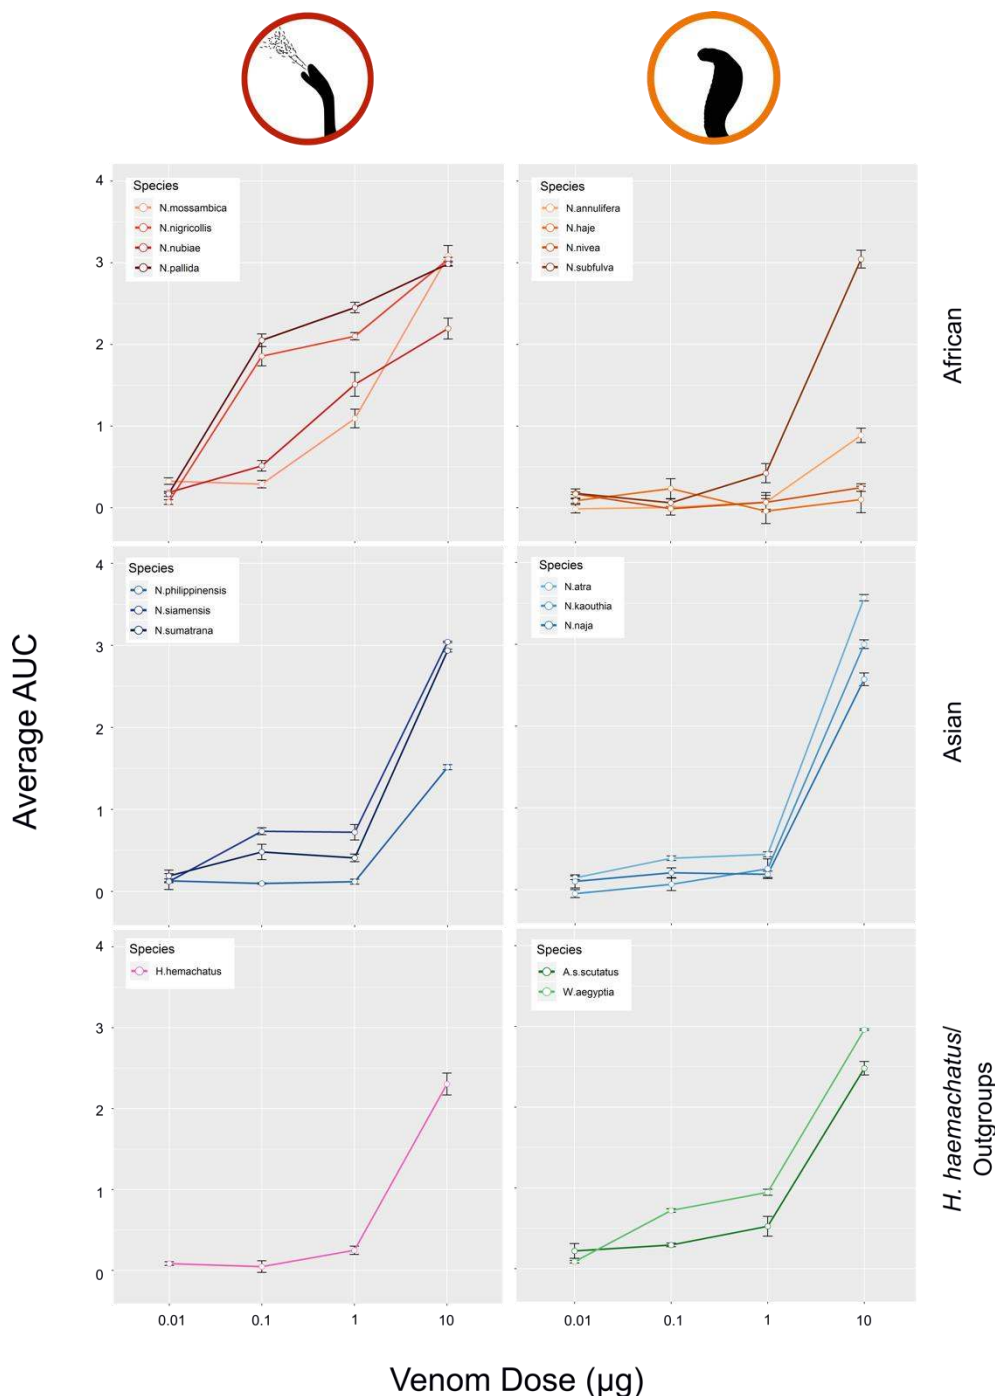 Species
N.mossambica
N.nigricollis
N.nubiae
N.pallida
Species
N.annulifera
N.haje
N.nivea
N.subfulva
African
4
3
2
1
0
Species
N.philippinensis
N.siamensis
N.sumatrana
Species
N.atra
N.kaouthia
N.naja
Asian
4
3
2
1
0
Average AUC
Species
H.hemachatus
Species
A.s.scutatus
W.aegyptia
H. haemachatus/
Outgroups
4
3
2
1
0
0.01 0.1 1 10
0.01 0.1 1 10
Venom Dose (µg)